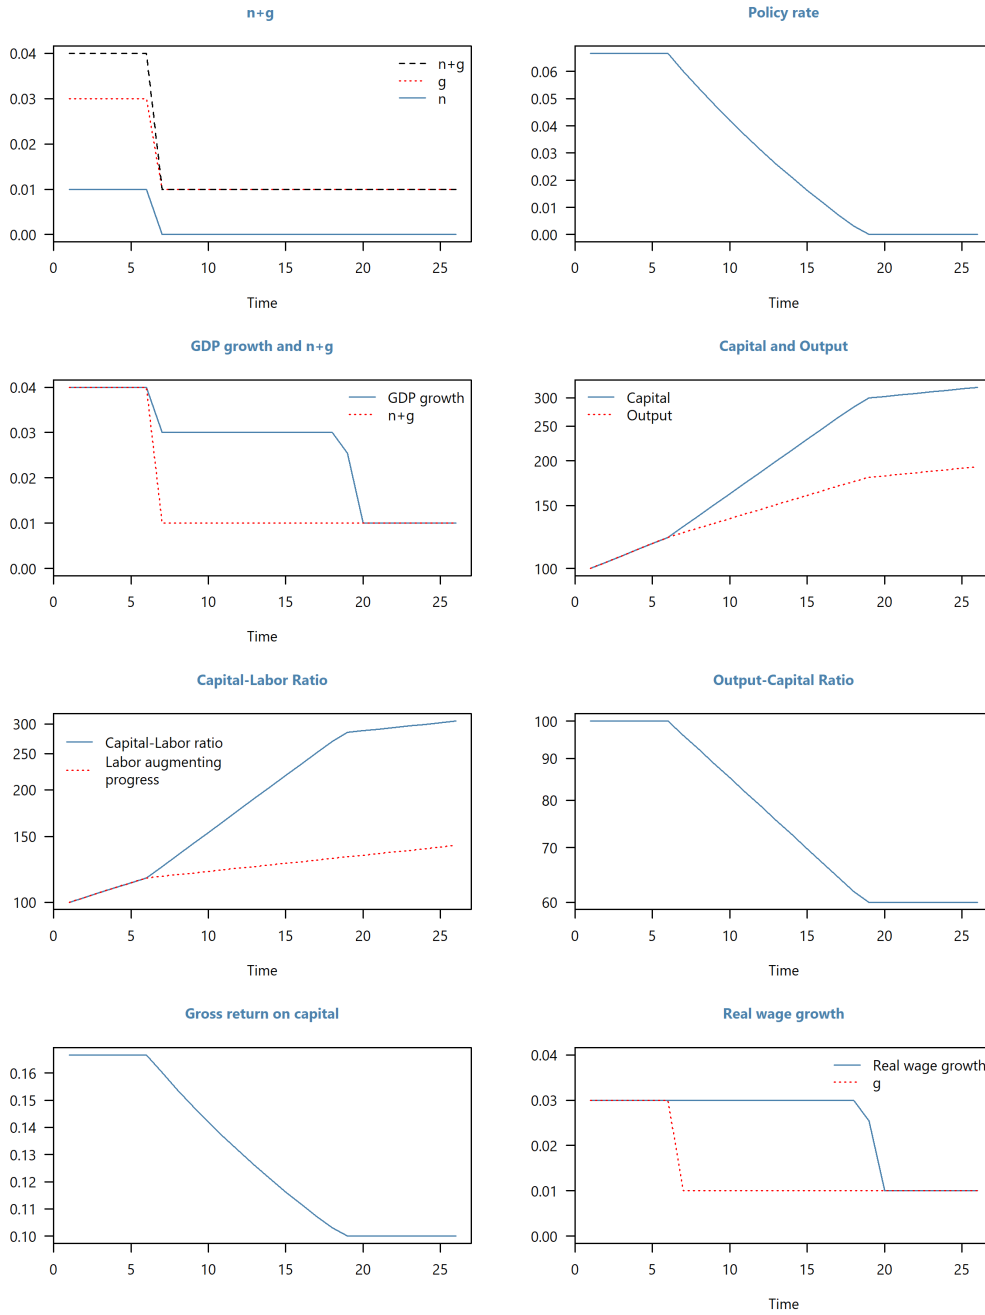 n+g
0.04
0.03
0.02
0.01
0.00
n+g
g
n
0 5 10 15 20 25
Time
Policy rate
0.06
0.05
0.04
0.03
0.02
0.01
0.00
0 5 10 15 20 25
Time
GDP growth and n+g
0.04
0.03
0.02
0.01
0.00
GDP growth
n+g
0 5 10 15 20 25
Time
Capital and Output
300
250
200
150
100
Capital
Output
0 5 10 15 20 25
Capital-Labor Ratio
300
250
200
150
100
Capital-Labor ratio
Labor augmenting
progress
0 5 10 15 20 25
Time
Output-Capital Ratio
100
90
80
70
60
0 5 10 15 20 25
Time
Gross return on capital
0.16
0.15
0.14
0.13
0.12
0.11
0.10
0 5 10 15 20 25
Real wage growth
0.04
0.03
0.02
0.01
0.00
Real wage growth
g
0 5 10 15 20 25
Time